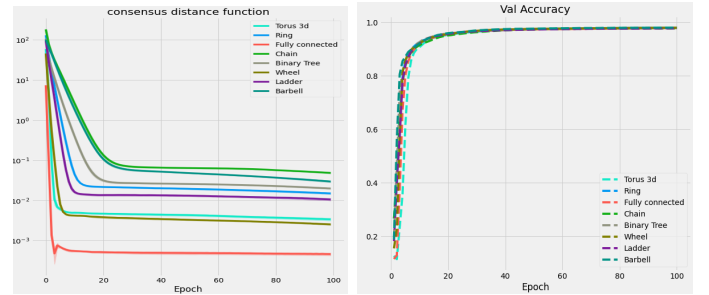 consensus distance function
Torus 3d
Ring
Fully connected
Chain
Binary Tree
Wheel
Ladder
Barbell
10²
10¹
10⁰
10⁻¹
10⁻²
10⁻³
0 20 40 60 80 100
Epoch
Val Accuracy
1.0
0.8
0.6
0.4
0.2
Torus 3d
Ring
Fully connected
Chain
Binary Tree
Wheel
Ladder
Barbell
0 20 40 60 80 100
Epoch